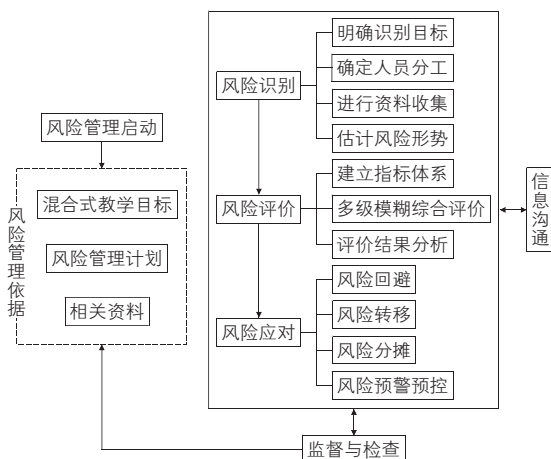 风险管理启动
风险管理依据
混合式教学目标
风险管理计划
相关资料
风险识别
明确识别目标
确定人员分工
进行资料收集
估计风险形势
风险评价
建立指标体系
多级模糊综合评价
评价结果分析
风险应对
风险回避
风险转移
风险分摊
风险预警预控
信息沟通
监督与检查